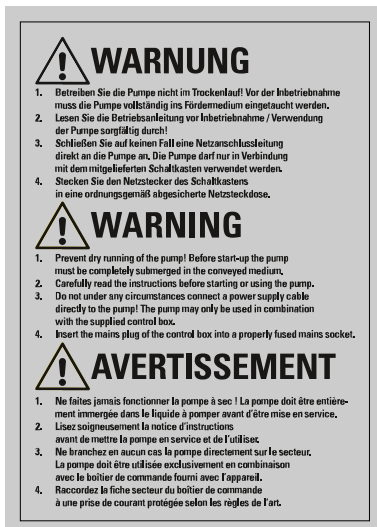 WARNUNG
1. Betreiben Sie die Pumpe nicht im Trockenlauf! Vor der Inbetriebnahme
muss die Pumpe vollständig ins Fördermedium eingetaucht werden.
2. Lesen Sie die Betriebsanleitung vor Inbetriebnahme / Verwendung
der Pumpe sorgfältig durch!
3. Schließen Sie auf keinen Fall eine Netzanschlussleitung
direkt an die Pumpe an. Die Pumpe darf nur in Verbindung
mit dem mitgelieferten Schaltkasten verwendet werden.
4. Stecken Sie den Netzstecker des Schaltkastens
in eine ordnungsgemäß abgesicherte Netzsteckdose.
WARNING
1. Prevent dry running of the pump! Before start-up the pump
must be completely submerged in the conveyed medium.
2. Carefully read the instructions before starting or using the pump.
3. Do not under any circumstances connect a power supply cable
directly to the pump! The pump may only be used in combination
with the supplied control box.
4. Insert the mains plug of the control box into a properly fused mains socket.
AVERTISSEMENT
1. Ne faites jamais fonctionner la pompe à sec ! La pompe doit être entière-
ment immergée dans le liquide à pomper avant d'être mise en service.
2. Lisez soigneusement la notice d'instructions
avant de mettre la pompe en service et de l'utiliser.
3. Ne branchez en aucun cas la pompe directement sur le secteur.
La pompe doit être utilisée exclusivement en combinaison
avec le boîtier de commande fourni avec l'appareil.
4. Raccordez la fiche secteur du boîtier de commande
à une prise de courant protégée selon les règles de l'art.